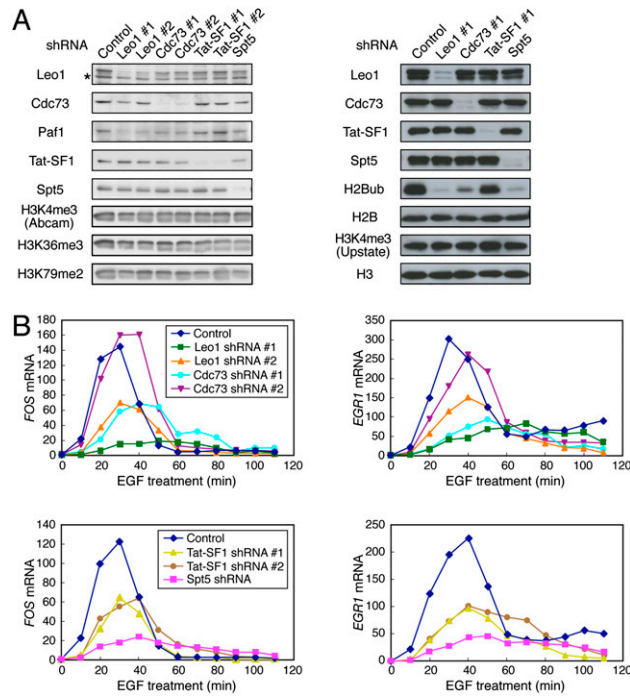 A
shRNA
Control
Leo1 #1
Leo1 #2
Cdc73 #1
Cdc73 #2
Tat-SF1 #1
Tat-SF1 #2
Spt5
Leo1
*
Cdc73
Paf1
Tat-SF1
Spt5
H3K4me3
(Abcam)
H3K36me3
H3K79me2
shRNA
Control
Leo1 #1
Cdc73 #1
Tat-SF1 #1
Spt5
Leo1
Cdc73
Tat-SF1
Spt5
H2Bub
H2B
H3K4me3
(Upstate)
H3
B
FOS mRNA
180
160
140
120
100
80
60
40
20
0
Control
Leo1 shRNA #1
Leo1 shRNA #2
Cdc73 shRNA #1
Cdc73 shRNA #2
0 20 40 60 80 100 120
EGF treatment (min)
EGR1 mRNA
350
300
250
200
150
100
50
0
0 20 40 60 80 100 120
EGF treatment (min)
FOS mRNA
140
120
100
80
60
40
20
0
Control
Tat-SF1 shRNA #1
Tat-SF1 shRNA #2
Spt5 shRNA
0 20 40 60 80 100 120
EGF treatment (min)
EGR1 mRNA
250
200
150
100
50
0
0 20 40 60 80 100 120
EGF treatment (min)